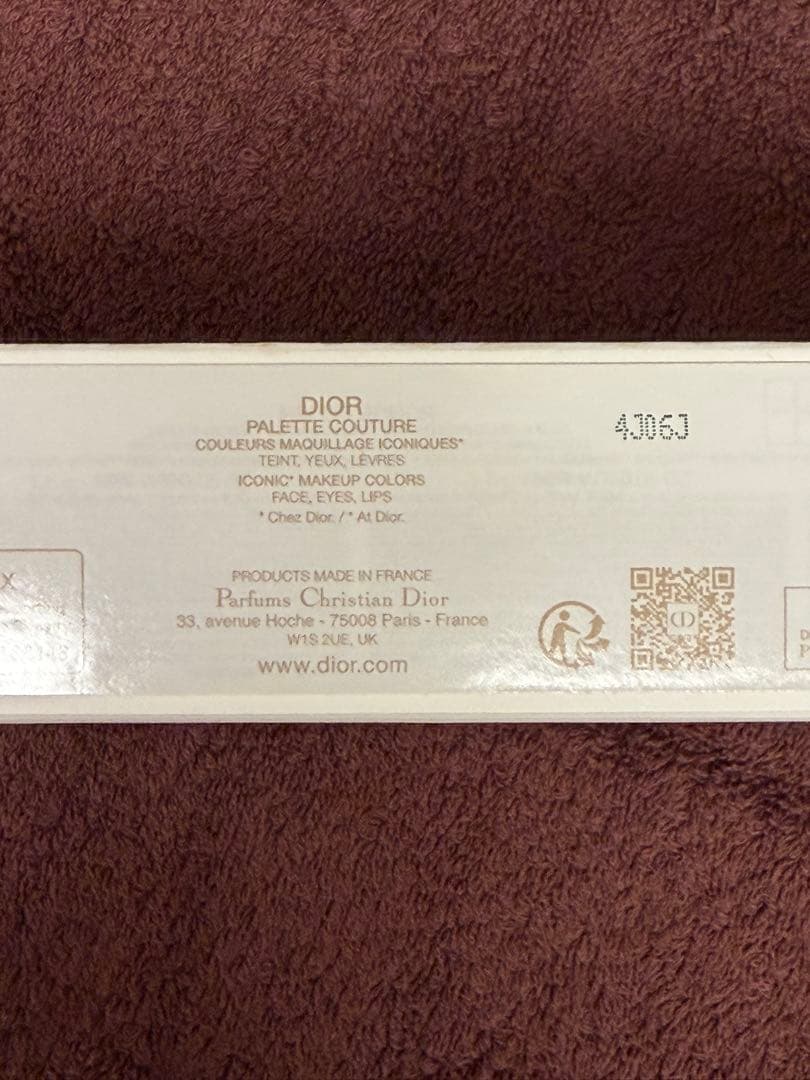 DIOR
PALETTE COUTURE
COULEURS MAQUILLAGE ICONIQUES*
TEINT, YEUX, LÈVRES
ICONIC* MAKEUP COLORS
FACE, EYES, LIPS
* Chez Dior. / * At Dior.
4J06J
PRODUCTS MADE IN FRANCE
Parfums Christian Dior
33, avenue Hoche - 75008 Paris - France
W1S 2UE, UK
www.dior.com
X
CD
D
P